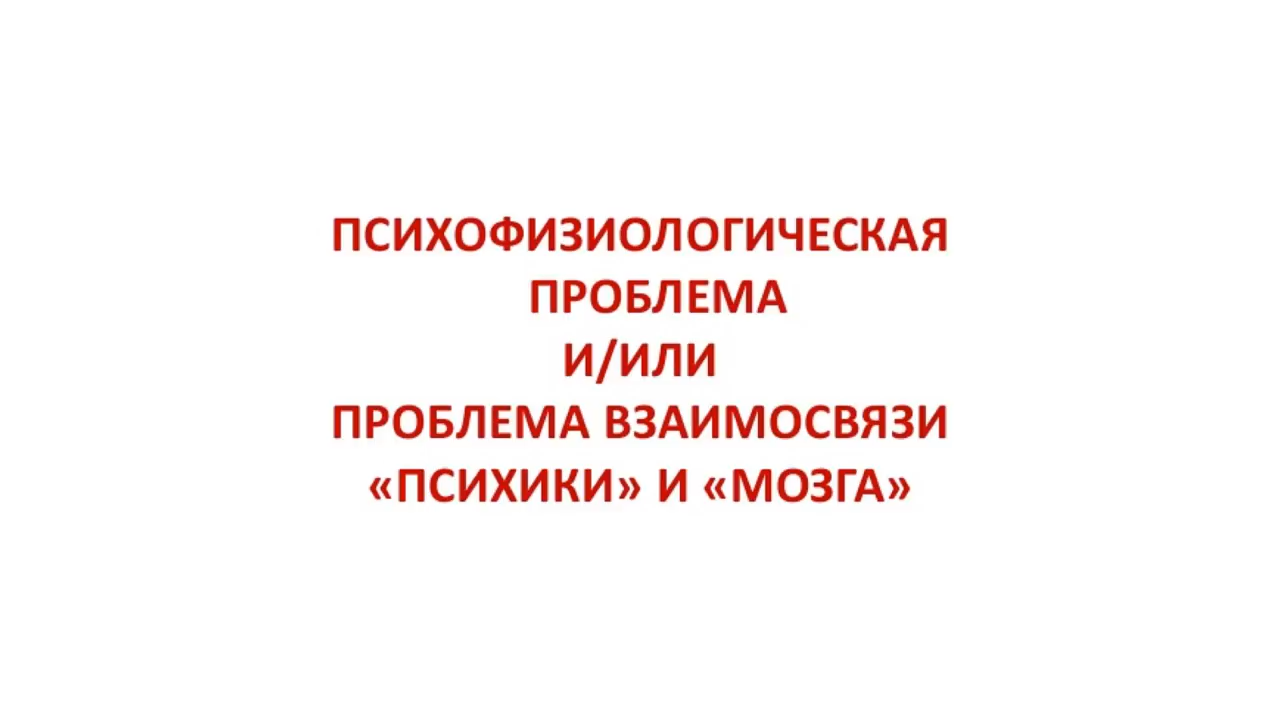 ПСИХОФИЗИОЛОГИЧЕСКАЯ
ПРОБЛЕМА
И/ИЛИ
ПРОБЛЕМА ВЗАИМОСВЯЗИ
«ПСИХИКИ» И «МОЗГА»